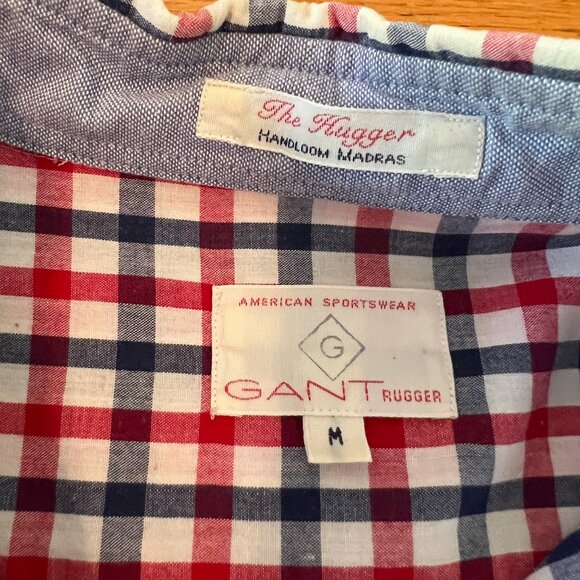 The Hugger
HANDLOOM MADRAS
AMERICAN SPORTSWEAR
G
GANT RUGGER
M